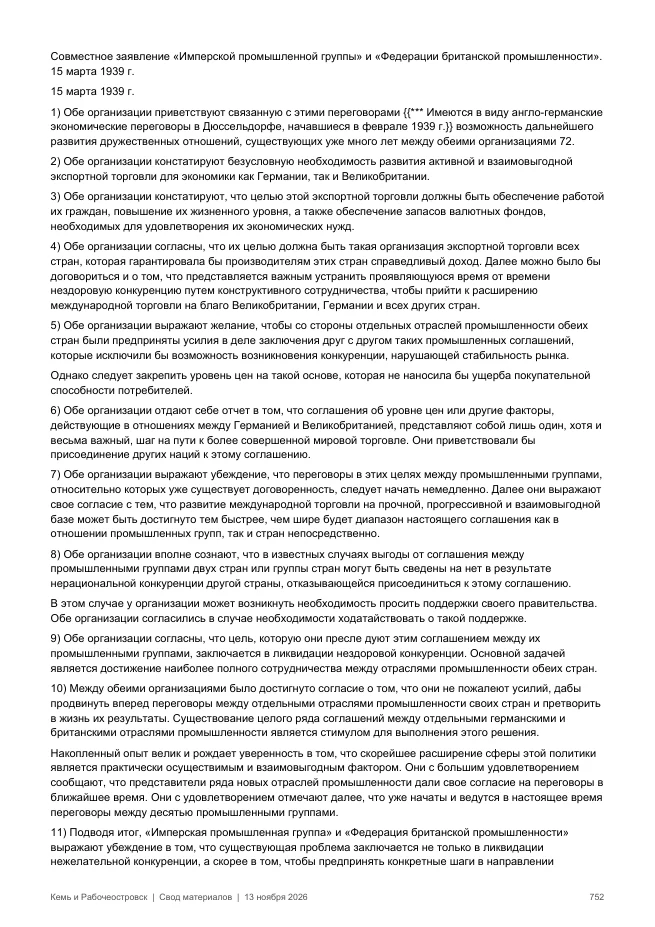 Совместное заявление «Имперской промышленной группы» и «Федерации британской промышленности».
15 марта 1939 г.
15 марта 1939 г.
1) Обе организации приветствуют связанную с этими переговорами {{*** Имеются в виду англо-германские
экономические переговоры в Дюссельдорфе, начавшиеся в феврале 1939 г.}} возможность дальнейшего
развития дружественных отношений, существующих уже много лет между обеими организациями 72.
2) Обе организации констатируют безусловную необходимость развития активной и взаимовыгодной
экспортной торговли для экономики как Германии, так и Великобритании.
3) Обе организации констатируют, что целью этой экспортной торговли должны быть обеспечение работой
их граждан, повышение их жизненного уровня, а также обеспечение запасов валютных фондов,
необходимых для удовлетворения их экономических нужд.
4) Обе организации согласны, что их целью должна быть такая организация экспортной торговли всех
стран, которая гарантировала бы производителям этих стран справедливый доход. Далее можно было бы
договориться и о том, что представляется важным устранить проявляющуюся время от времени
нездоровую конкуренцию путем конструктивного сотрудничества, чтобы прийти к расширению
международной торговли на благо Великобритании, Германии и всех других стран.
5) Обе организации выражают желание, чтобы со стороны отдельных отраслей промышленности обеих
стран были предприняты усилия в деле заключения друг с другом таких промышленных соглашений,
которые исключили бы возможность возникновения конкуренции, нарушающей стабильность рынка.
Однако следует закрепить уровень цен на такой основе, которая не наносила бы ущерба покупательной
способности потребителей.
6) Обе организации отдают себе отчет в том, что соглашения об уровне цен или другие факторы,
действующие в отношениях между Германией и Великобританией, представляют собой лишь один, хотя и
весьма важный, шаг на пути к более совершенной мировой торговле. Они приветствовали бы
присоединение других наций к этому соглашению.
7) Обе организации выражают убеждение, что переговоры в этих целях между промышленными группами,
относительно которых уже существует договоренность, следует начать немедленно. Далее они выражают
свое согласие с тем, что развитие международной торговли на прочной, прогрессивной и взаимовыгодной
базе может быть достигнуто тем быстрее, чем шире будет диапазон настоящего соглашения как в
отношении промышленных групп, так и стран непосредственно.
8) Обе организации вполне сознают, что в известных случаях выгоды от соглашения между
промышленными группами двух стран или группы стран могут быть сведены на нет в результате
нерациональной конкуренции другой страны, отказывающейся присоединиться к этому соглашению.
В этом случае у организации может возникнуть необходимость просить поддержки своего правительства.
Обе организации согласились в случае необходимости ходатайствовать о такой поддержке.
9) Обе организации согласны, что цель, которую они пресле дуют этим соглашением между их
промышленными группами, заключается в ликвидации нездоровой конкуренции. Основной задачей
является достижение наиболее полного сотрудничества между отраслями промышленности обеих стран.
10) Между обеими организациями было достигнуто согласие о том, что они не пожалеют усилий, дабы
продвинуть вперед переговоры между отдельными отраслями промышленности своих стран и претворить
в жизнь их результаты. Существование целого ряда соглашений между отдельными германскими и
британскими отраслями промышленности является стимулом для выполнения этого решения.
Накопленный опыт велик и рождает уверенность в том, что скорейшее расширение сферы этой политики
является практически осуществимым и взаимовыгодным фактором. Они с большим удовлетворением
сообщают, что представители ряда новых отраслей промышленности дали свое согласие на переговоры в
ближайшее время. Они с удовлетворением отмечают далее, что уже начаты и ведутся в настоящее время
переговоры между десятью промышленными группами.
11) Подводя итог, «Имперская промышленная группа» и «Федерация британской промышленности»
выражают убеждение в том, что существующая проблема заключается не только в ликвидации
нежелательной конкуренции, а скорее в том, чтобы предпринять конкретные шаги в направлении
Кемь и Рабочеостровск | Свод материалов | 13 ноября 2026
752